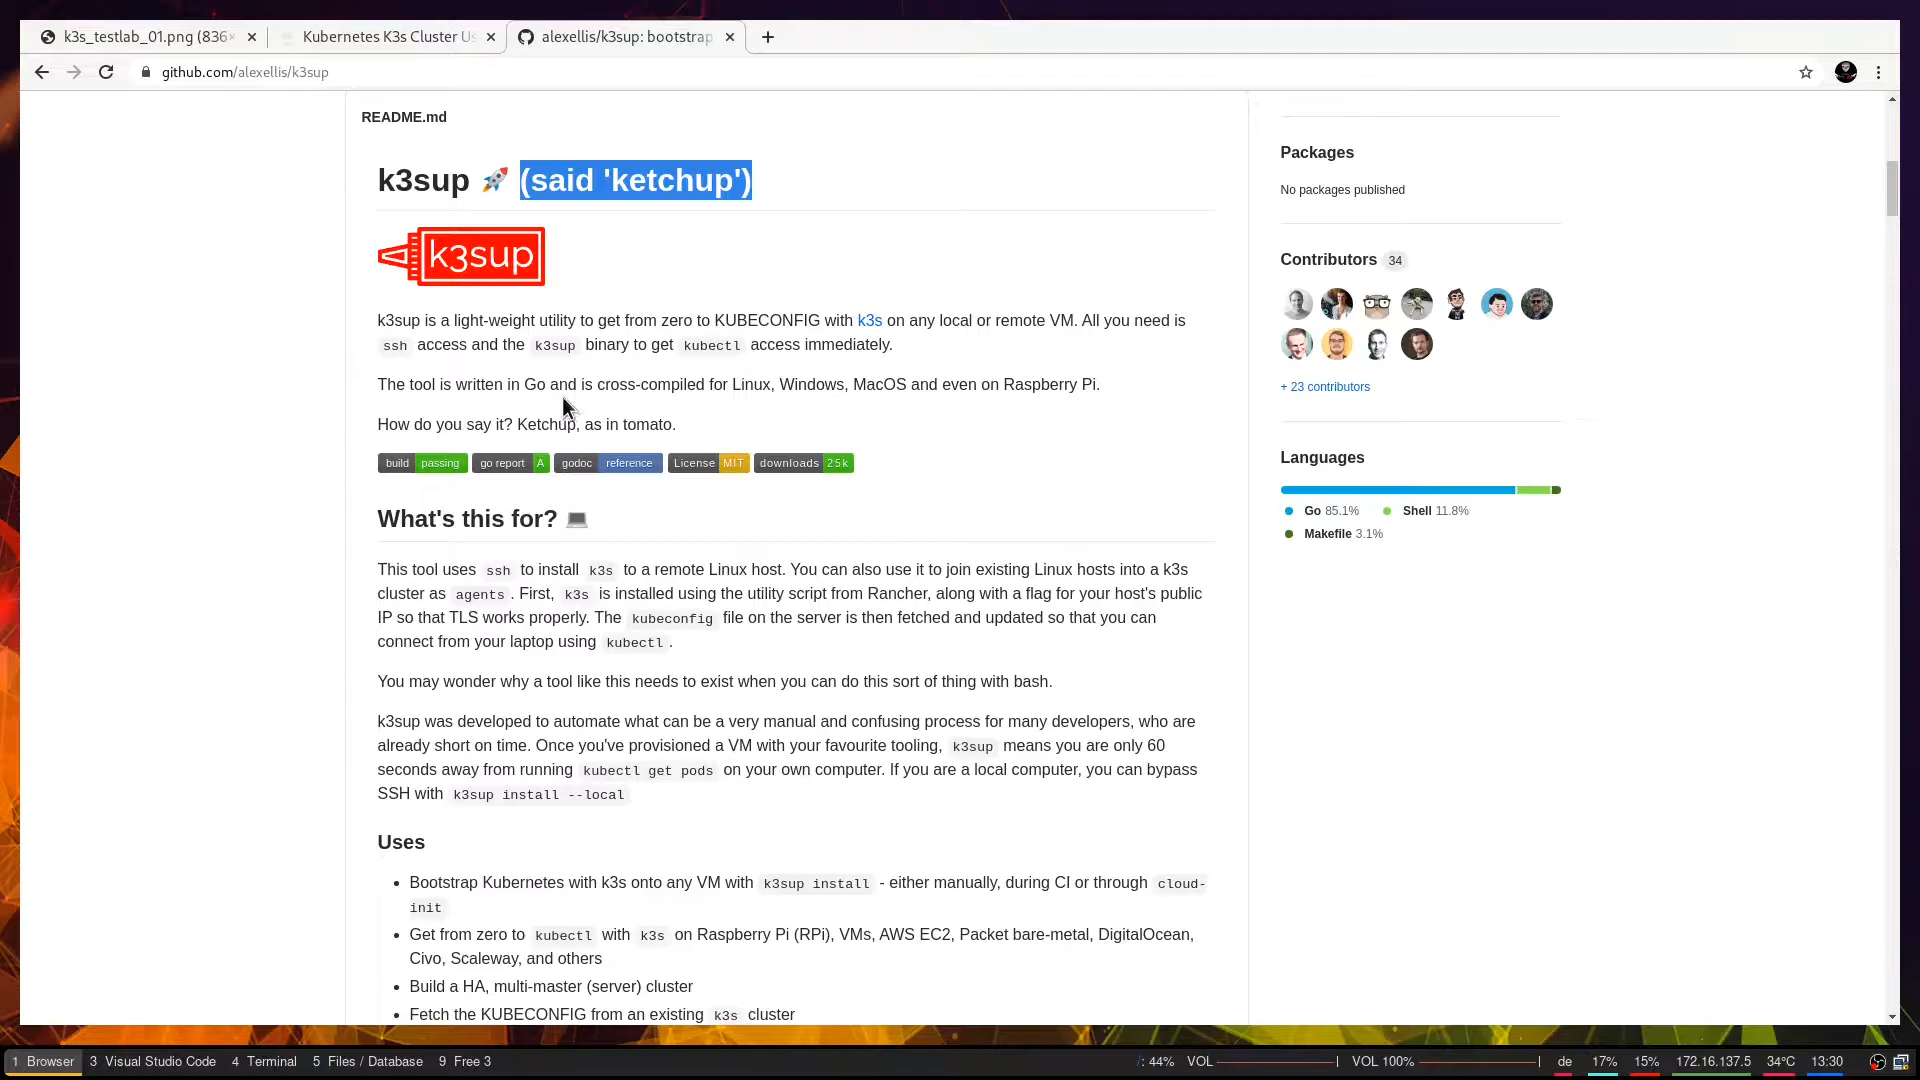 k3s_testlab_01.png (836×
Kubernetes K3s Cluster Us
alexellis/k3sup: bootstrap
github.com/alexellis/k3sup
README.md
k3sup 🚀 (said 'ketchup')
k3sup
k3sup is a light-weight utility to get from zero to KUBECONFIG with k3s on any local or remote VM. All you need is
ssh access and the k3sup binary to get kubectl access immediately.
The tool is written in Go and is cross-compiled for Linux, Windows, MacOS and even on Raspberry Pi.
How do you say it? Ketchup, as in tomato.
build passing go report A godoc reference License MIT downloads 25k
What's this for? 💻
This tool uses ssh to install k3s to a remote Linux host. You can also use it to join existing Linux hosts into a k3s
cluster as agents. First, k3s is installed using the utility script from Rancher, along with a flag for your host's public
IP so that TLS works properly. The kubeconfig file on the server is then fetched and updated so that you can
connect from your laptop using kubectl.
You may wonder why a tool like this needs to exist when you can do this sort of thing with bash.
k3sup was developed to automate what can be a very manual and confusing process for many developers, who are
already short on time. Once you've provisioned a VM with your favourite tooling, k3sup means you are only 60
seconds away from running kubectl get pods on your own computer. If you are a local computer, you can bypass
SSH with k3sup install --local
Uses
• Bootstrap Kubernetes with k3s onto any VM with k3sup install - either manually, during CI or through cloud-
init
• Get from zero to kubectl with k3s on Raspberry Pi (RPi), VMs, AWS EC2, Packet bare-metal, DigitalOcean,
Civo, Scaleway, and others
• Build a HA, multi-master (server) cluster
• Fetch the KUBECONFIG from an existing k3s cluster
Packages
No packages published
Contributors 34
+ 23 contributors
Languages
Go 85.1% Shell 11.8%
Makefile 3.1%
1 Browser 3 Visual Studio Code 4 Terminal 5 Files / Database 9 Free 3
/: 44% VOL VOL 100% de 17% 15% 172.16.137.5 34°C 13:30